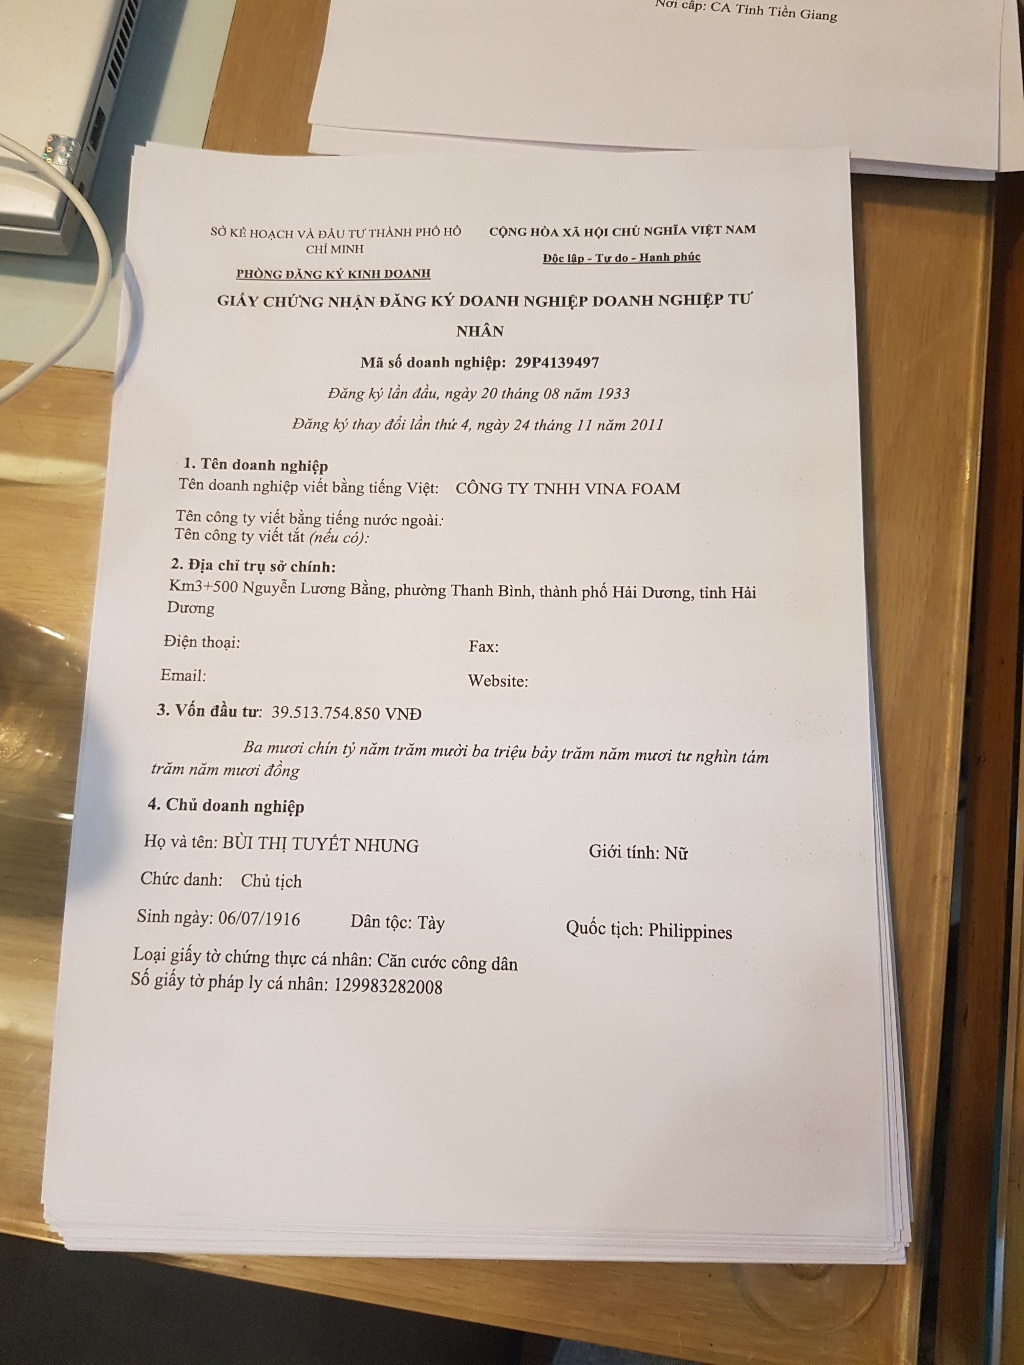 Nơi cấp: CA Tỉnh Tiền Giang
SỞ KẾ HOẠCH VÀ ĐẦU TƯ THÀNH PHỐ HỒ
CHÍ MINH
PHÒNG ĐĂNG KÝ KINH DOANH
CỘNG HÒA XÃ HỘI CHỦ NGHĨA VIỆT NAM
Độc lập - Tự do - Hạnh phúc
GIẤY CHỨNG NHẬN ĐĂNG KÝ DOANH NGHIỆP DOANH NGHIỆP TƯ
NHÂN
Mã số doanh nghiệp: 29P4139497
Đăng ký lần đầu, ngày 20 tháng 08 năm 1933
Đăng ký thay đổi lần thứ 4, ngày 24 tháng 11 năm 2011
1. Tên doanh nghiệp
Tên doanh nghiệp viết bằng tiếng Việt: CÔNG TY TNHH VINA FOAM
Tên công ty viết bằng tiếng nước ngoài:
Tên công ty viết tắt (nếu có):
2. Địa chỉ trụ sở chính:
Km3+500 Nguyễn Lương Bằng, phường Thanh Bình, thành phố Hải Dương, tỉnh Hải
Dương
Điện thoại: Fax:
Email: Website:
3. Vốn đầu tư: 39.513.754.850 VNĐ
Ba mươi chín tỷ năm trăm mười ba triệu bảy trăm năm mươi tư nghìn tám
trăm năm mươi đồng
4. Chủ doanh nghiệp
Họ và tên: BÙI THỊ TUYẾT NHUNG Giới tính: Nữ
Chức danh: Chủ tịch
Sinh ngày: 06/07/1916 Dân tộc: Tày Quốc tịch: Philippines
Loại giấy tờ chứng thực cá nhân: Căn cước công dân
Số giấy tờ pháp ly cá nhân: 129983282008